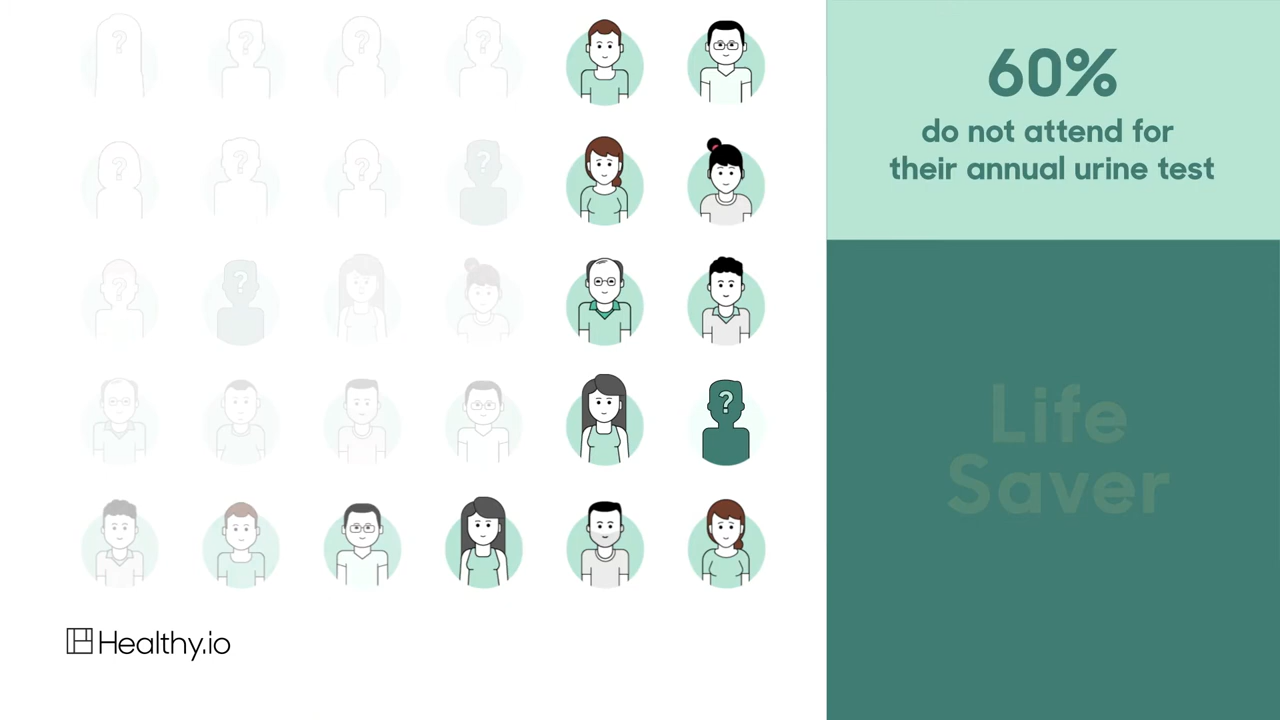 ?
?
?
?
?
?
?
?
?
?
?
60%
do not attend for
their annual urine test
Life
Saver
Healthy.io